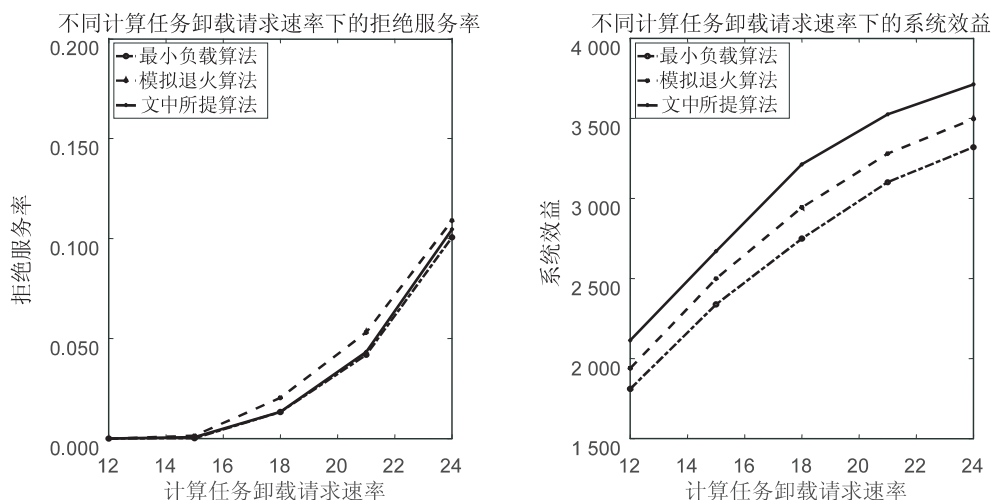 不同计算任务卸载请求速率下的拒绝服务率
0.200
最小负载算法
模拟退火算法
文中所提算法
0.150
0.100
0.050
0.000
拒绝服务率
12 14 16 18 20 22 24
计算任务卸载请求速率
不同计算任务卸载请求速率下的系统效益
4 000
最小负载算法
模拟退火算法
文中所提算法
3 500
3 000
2 500
2 000
1 500
系统效益
12 14 16 18 20 22 24
计算任务卸载请求速率